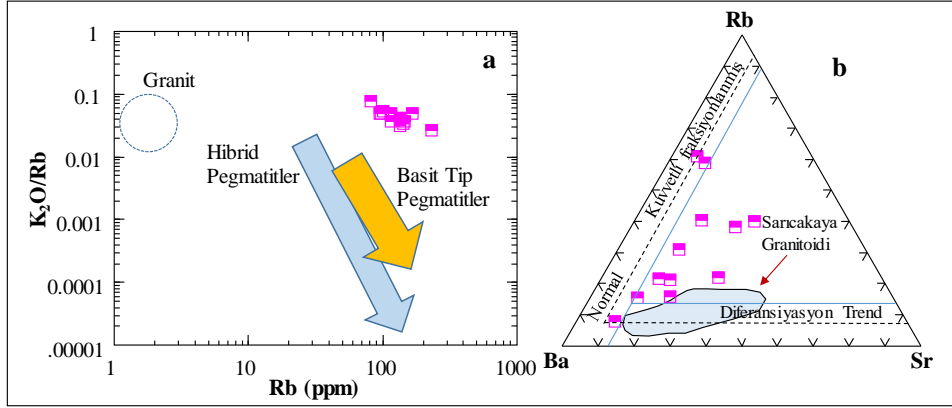 a
K₂O/Rb
1
0.1
0.01
0.001
0.0001
.00001
Granit
Hibrid
Pegmatitler
Basit Tip
Pegmatitler
1
10
100
1000
Rb (ppm)
b
Rb
Kuvvetli fraksiyonlanmis
Normal
Sarıcakaya
Granitoidi
Diferansiyasyon Trend
Ba
Sr